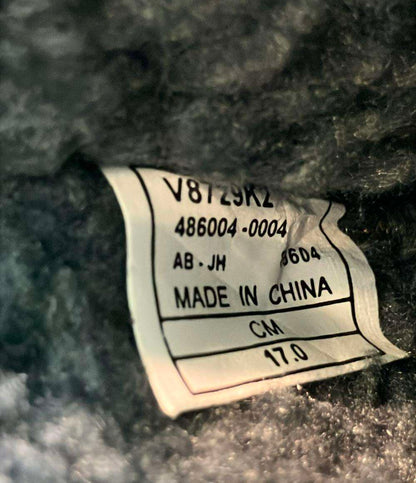 V8729K2
486004-0004
AB-JH 8604
MADE IN CHINA
CM
17.0